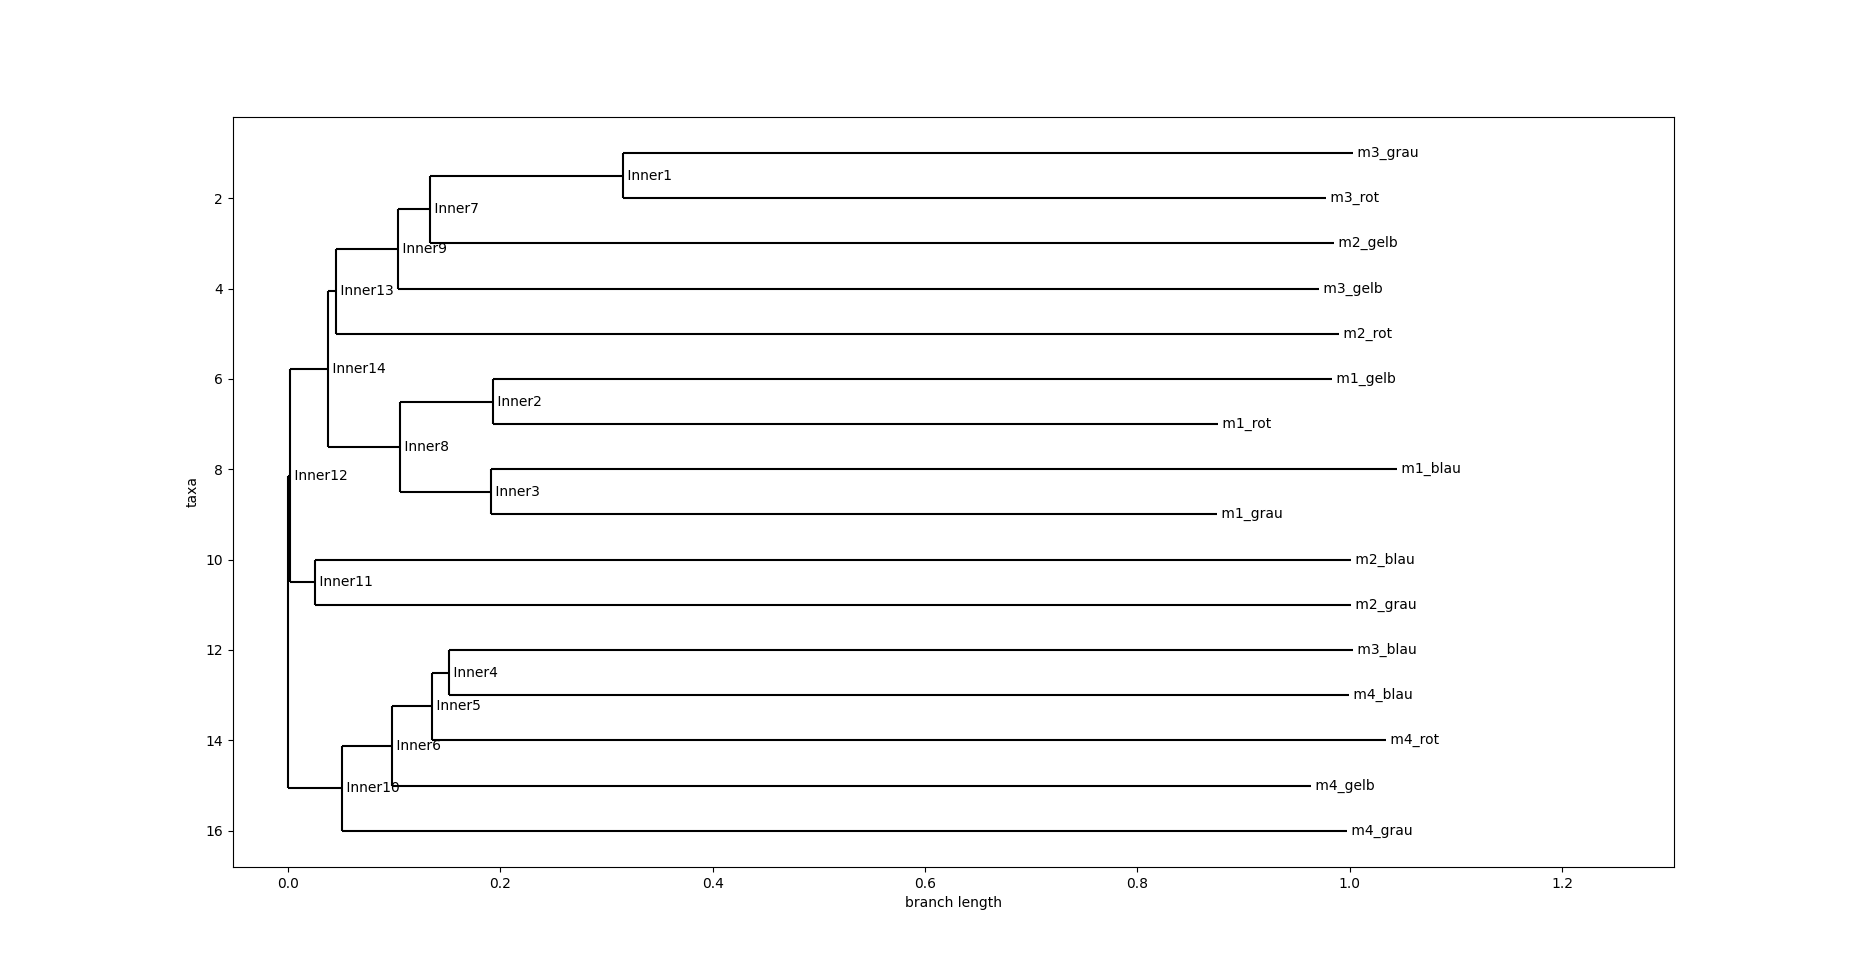 m3_grau
Inner1
2
m3_rot
Inner7
m2_gelb
Inner9
4
m3_gelb
Inner13
m2_rot
Inner14
6
m1_gelb
Inner2
m1_rot
Inner8
8
m1_blau
Inner12
taxa
Inner3
m1_grau
10
m2_blau
Inner11
m2_grau
12
m3_blau
Inner4
m4_blau
Inner5
14
m4_rot
Inner6
m4_gelb
Inner10
16
m4_grau
0.0 0.2 0.4 0.6 0.8 1.0 1.2
branch length